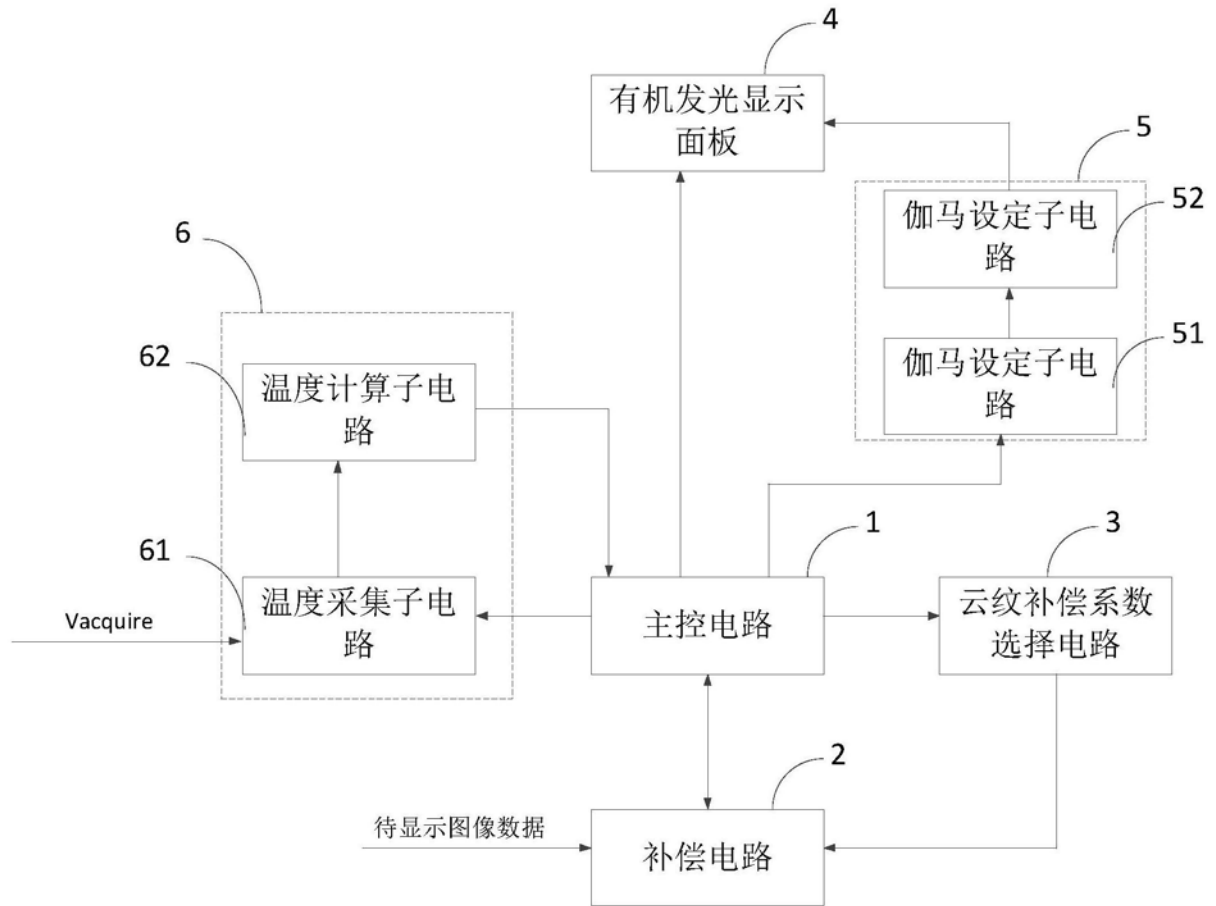 4
有机发光显示
面板
5
52
伽马设定子电
路
6
51
伽马设定子电
路
62
温度计算子电
路
1
3
61
温度采集子电
路
Vacquire
主控电路
云纹补偿系数
选择电路
2
待显示图像数据
补偿电路